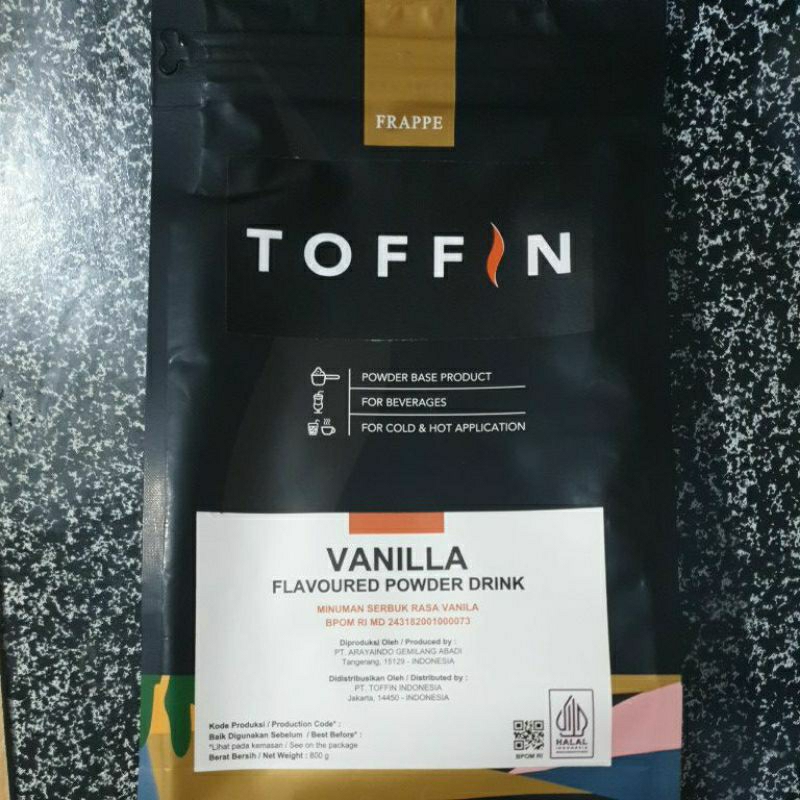 FRAPPE
TOFFIN
POWDER BASE PRODUCT
FOR BEVERAGES
FOR COLD & HOT APPLICATION
VANILLA
FLAVOURED POWDER DRINK
MINUMAN SERBUK RASA VANILA
BPOM RI MD 243182001000073
Diproduksi Oleh / Produced by :
PT. ARAYAINDO GEMILANG ABADI
Tangerang, 15129 - INDONESIA
Didistribusikan Oleh / Distributed by :
PT. TOFFIN INDONESIA
Jakarta, 14450 - INDONESIA
Kode Produksi / Production Code* :
Baik Digunakan Sebelum / Best Before* :
*Lihat pada kemasan / See on the package
Berat Bersih / Net Weight : 800 g
BPOM RI
HALAL
INDONESIA